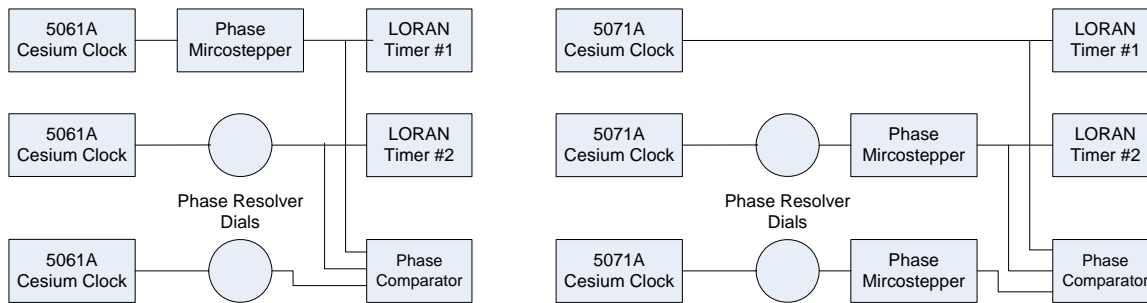 5061A
Cesium Clock
Phase
Mircostepper
LORAN
Timer #1
5061A
Cesium Clock
LORAN
Timer #2
Phase Resolver
Dials
5061A
Cesium Clock
Phase
Comparator
5071A
Cesium Clock
LORAN
Timer #1
5071A
Cesium Clock
Phase
Mircostepper
LORAN
Timer #2
Phase Resolver
Dials
5071A
Cesium Clock
Phase
Mircostepper
Phase
Comparator